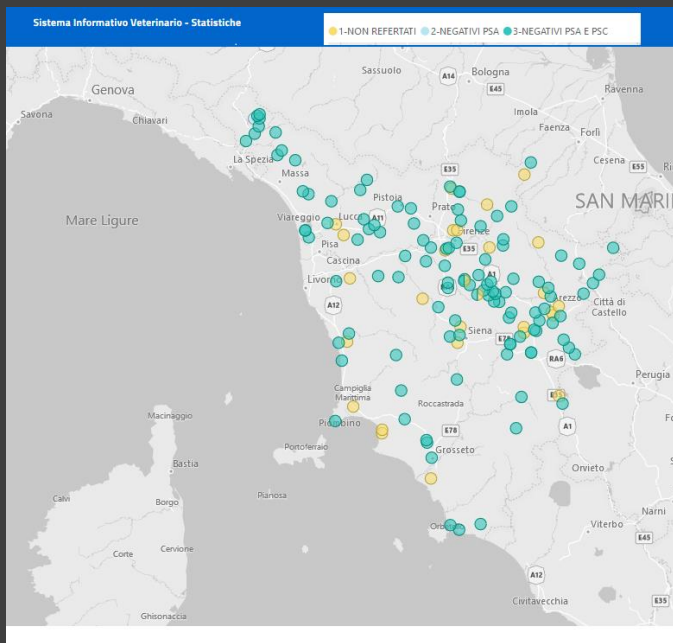 Sistema Informativo Veterinario - Statistiche
1-NON REFERTATI 2-NEGATIVI PSA 3-NEGATIVI PSA E PSC
Sassuolo
A14
Bologna
Genova
E45
Ravenna
Savona
Chiavari
Imola
Faenza
Forlì
Cesena
E55
La Spezia
E35
Massa
Pistoia
SAN MARI
Mare Ligure
Viareggio
Lucc
A11
Prato
Firenze
E35
Pisa
Cascina
Livorn
A1
A12
Arezzo
Città di
Castello
Siena
E78
RA6
Perugia
Campiglia
Marittima
Roccastrada
Macinaggio
Piombino
E78
A1
Portoferraio
Grosseto
Bastia
Orvieto
Pianosa
Calvi
Borgo
Narni
Viterbo
Orb
E45
Corte
Cervione
A12
Civitavecchia
E35
Ghisonaccia